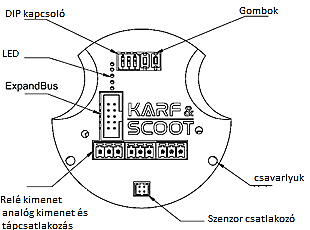 DIP kapcsoló
Gombok
LED
ExpandBus
KARF &
SCOOT
Relé kimenet
analóg kimenet és
tápcsatlakozás
csavarlyuk
Szenzor csatlakozó